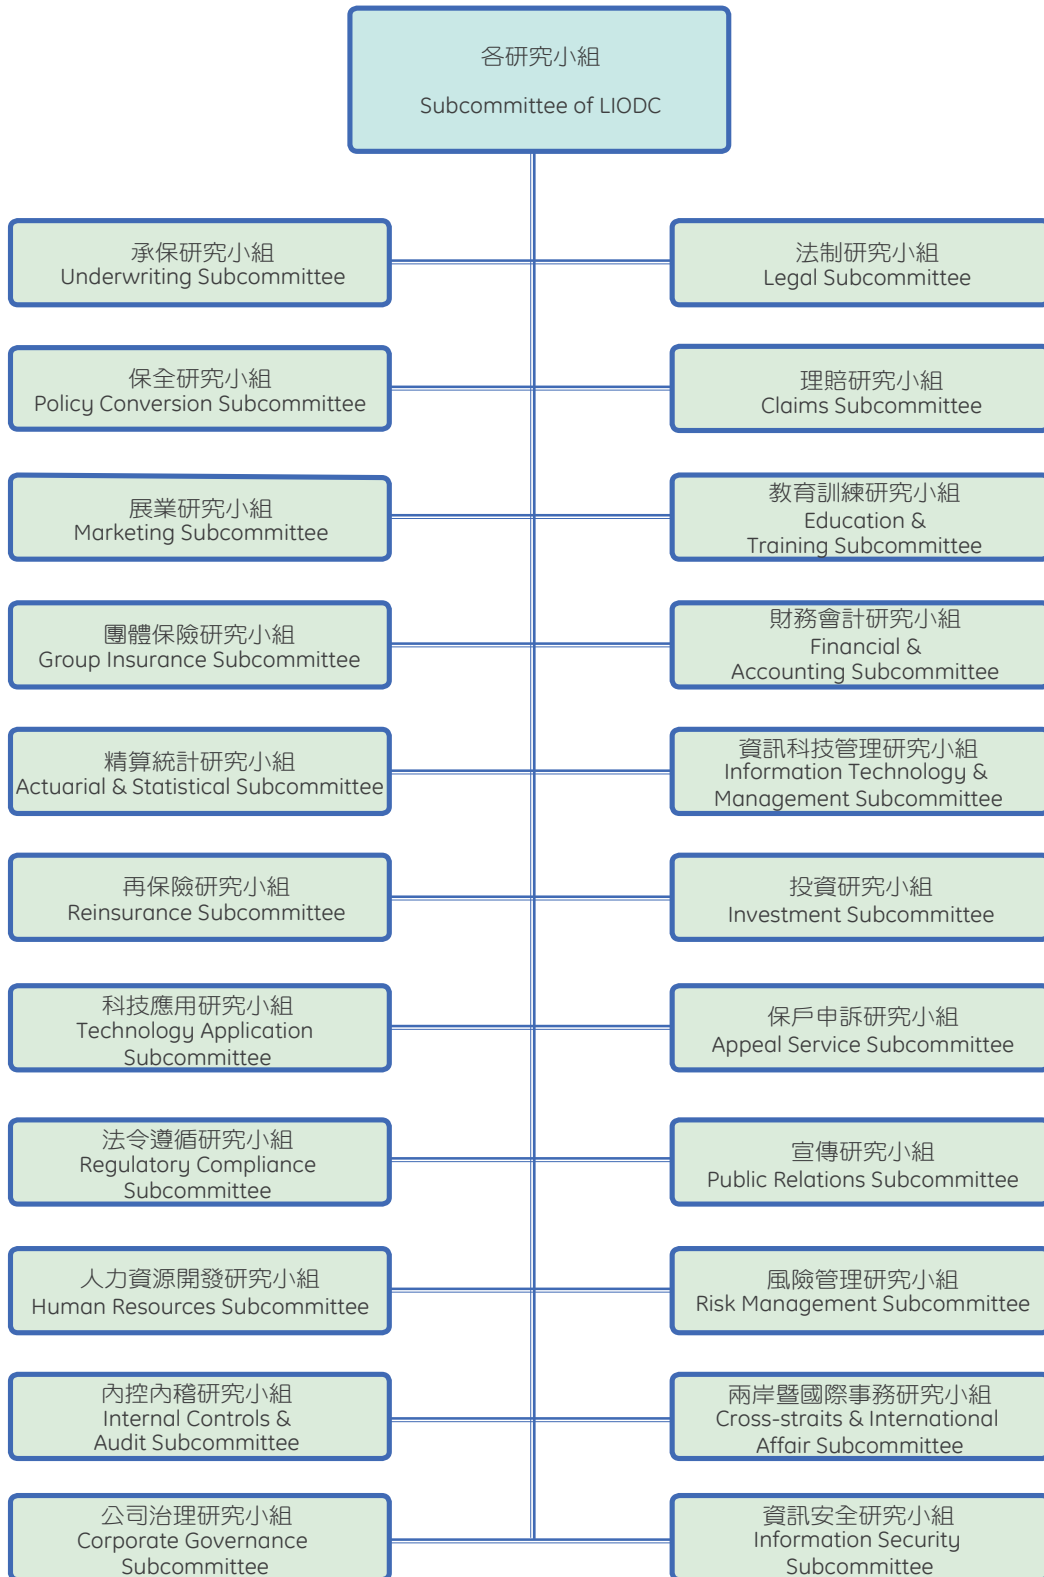 各研究小組
Subcommittee of LIODC
承保研究小組
Underwriting Subcommittee
法制研究小組
Legal Subcommittee
保全研究小組
Policy Conversion Subcommittee
理賠研究小組
Claims Subcommittee
展業研究小組
Marketing Subcommittee
教育訓練研究小組
Education &
Training Subcommittee
團體保險研究小組
Group Insurance Subcommittee
財務會計研究小組
Financial &
Accounting Subcommittee
精算統計研究小組
Actuarial & Statistical Subcommittee
資訊科技管理研究小組
Information Technology &
Management Subcommittee
再保險研究小組
Reinsurance Subcommittee
投資研究小組
Investment Subcommittee
科技應用研究小組
Technology Application
Subcommittee
保戶申訴研究小組
Appeal Service Subcommittee
法令遵循研究小組
Regulatory Compliance
Subcommittee
宣傳研究小組
Public Relations Subcommittee
人力資源開發研究小組
Human Resources Subcommittee
風險管理研究小組
Risk Management Subcommittee
內控內稽研究小組
Internal Controls &
Audit Subcommittee
兩岸暨國際事務研究小組
Cross-straits & International
Affair Subcommittee
公司治理研究小組
Corporate Governance
Subcommittee
資訊安全研究小組
Information Security
Subcommittee